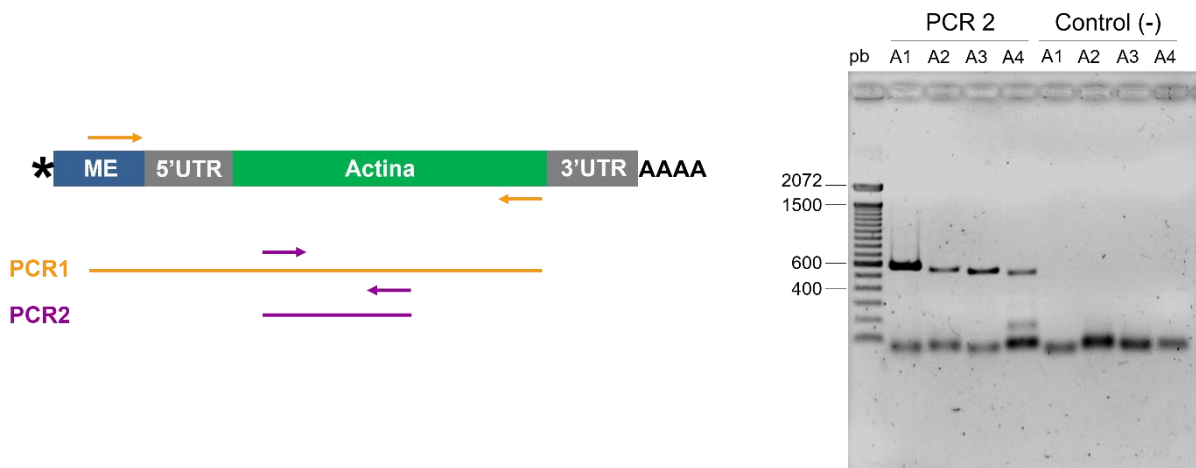 * ME 5'UTR Actina 3'UTR AAAA
PCR1
PCR2
PCR 2 Control (-)
pb A1 A2 A3 A4 A1 A2 A3 A4
2072
1500
600
400